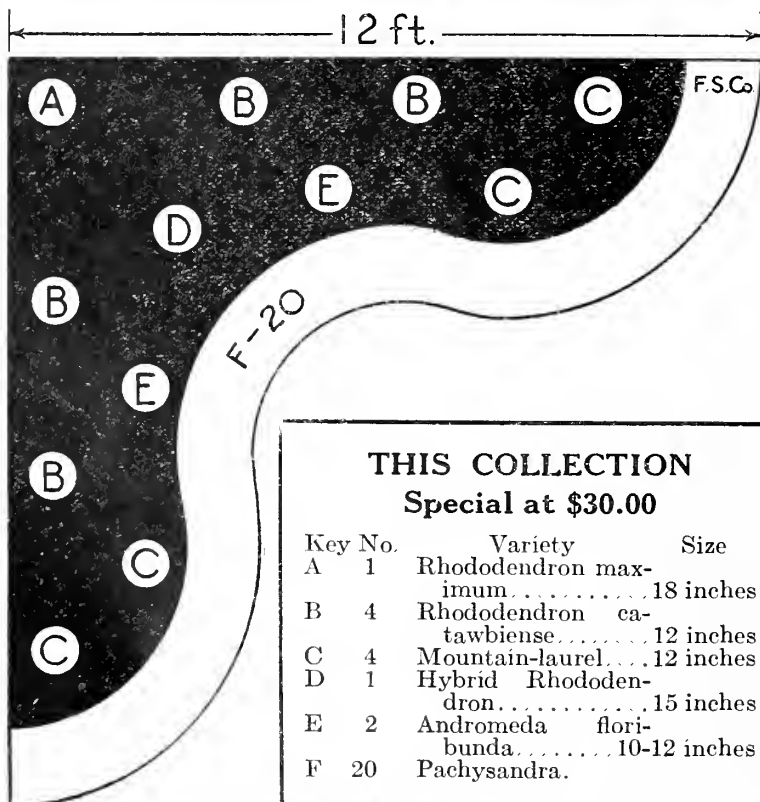 12 ft.
A B B C F.S.Co.
E C
D
B
F-20
E
B
C
C
THIS COLLECTION
Special at $30.00
Key No. Variety Size
A 1 Rhododendron max-
imum.......... 18 inches
B 4 Rhododendron ca-
tawbiense....... 12 inches
C 4 Mountain-laurel.... 12 inches
D 1 Hybrid Rhododen-
dron............ 15 inches
E 2 Andromeda flori-
bunda........ 10-12 inches
F 20 Pachysandra.